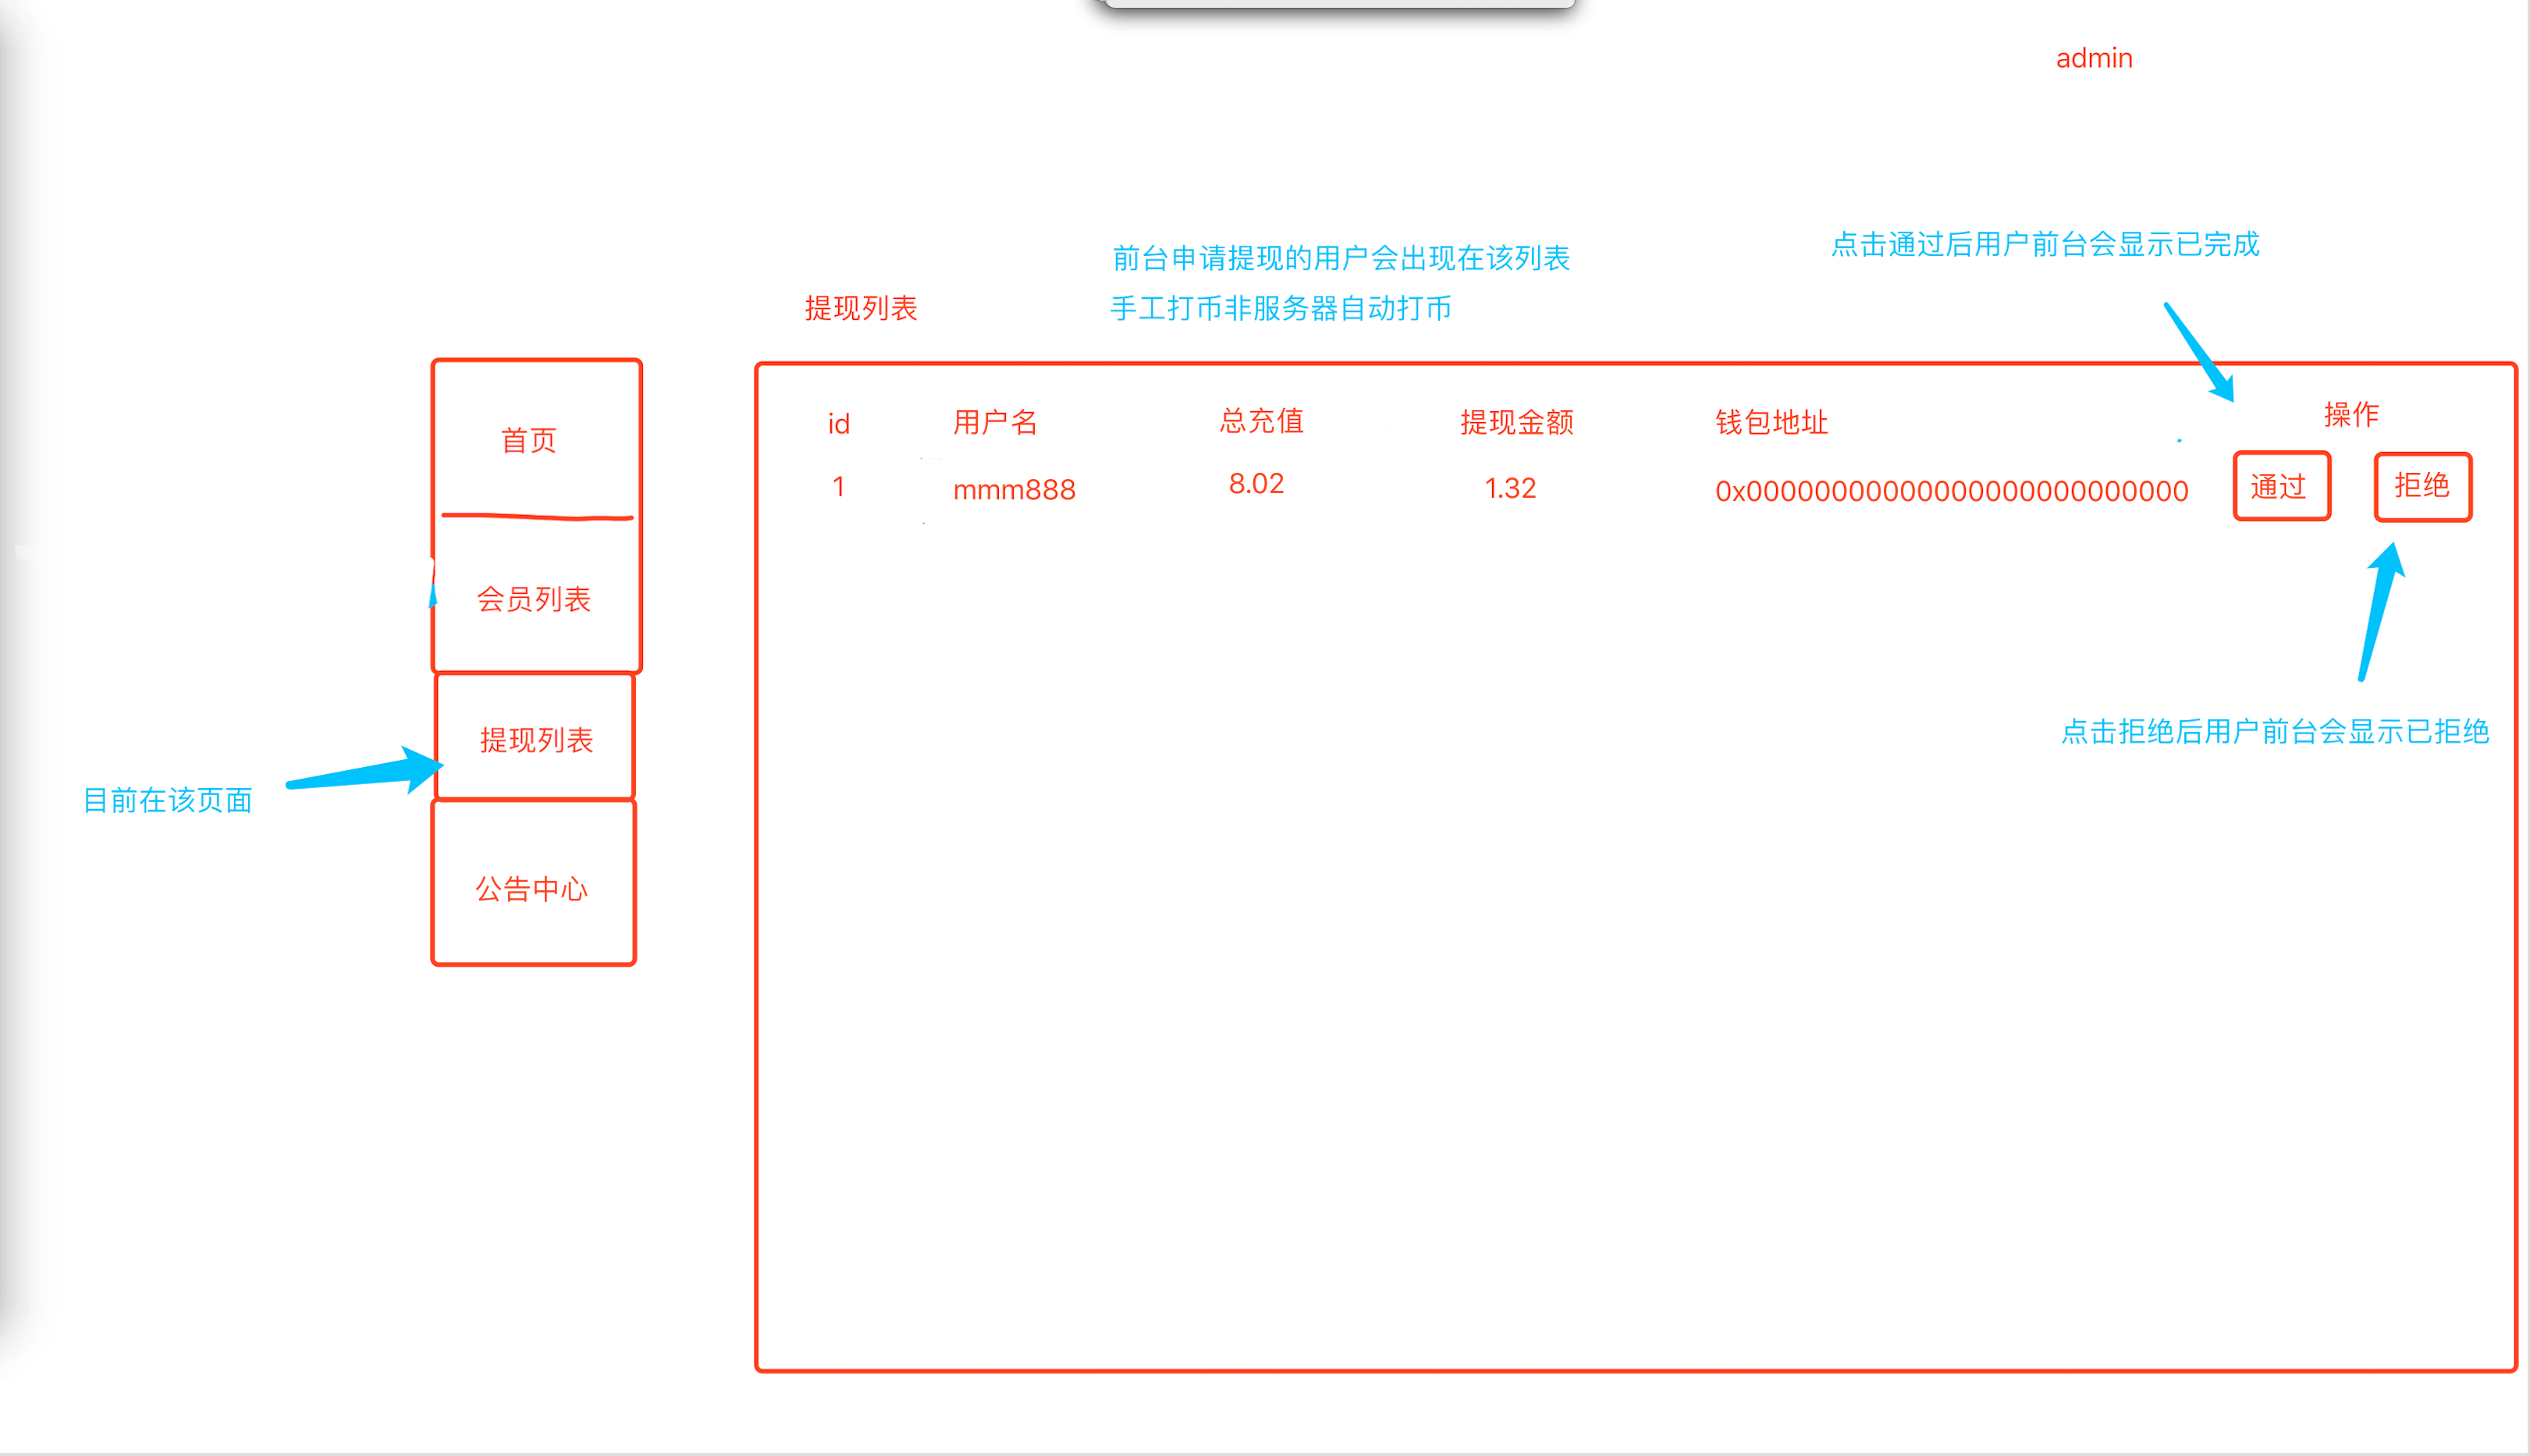 admin
前台申请提现的用户会出现在该列表
点击通过后用户前台会显示已完成
提现列表
手工打币非服务器自动打币
首页
会员列表
提现列表
公告中心
目前在该页面
id 用户名 总充值 提现金额 钱包地址 操作
1 mmm888 8.02 1.32 0x00000000000000000000000000 通过 拒绝
点击拒绝后用户前台会显示已拒绝